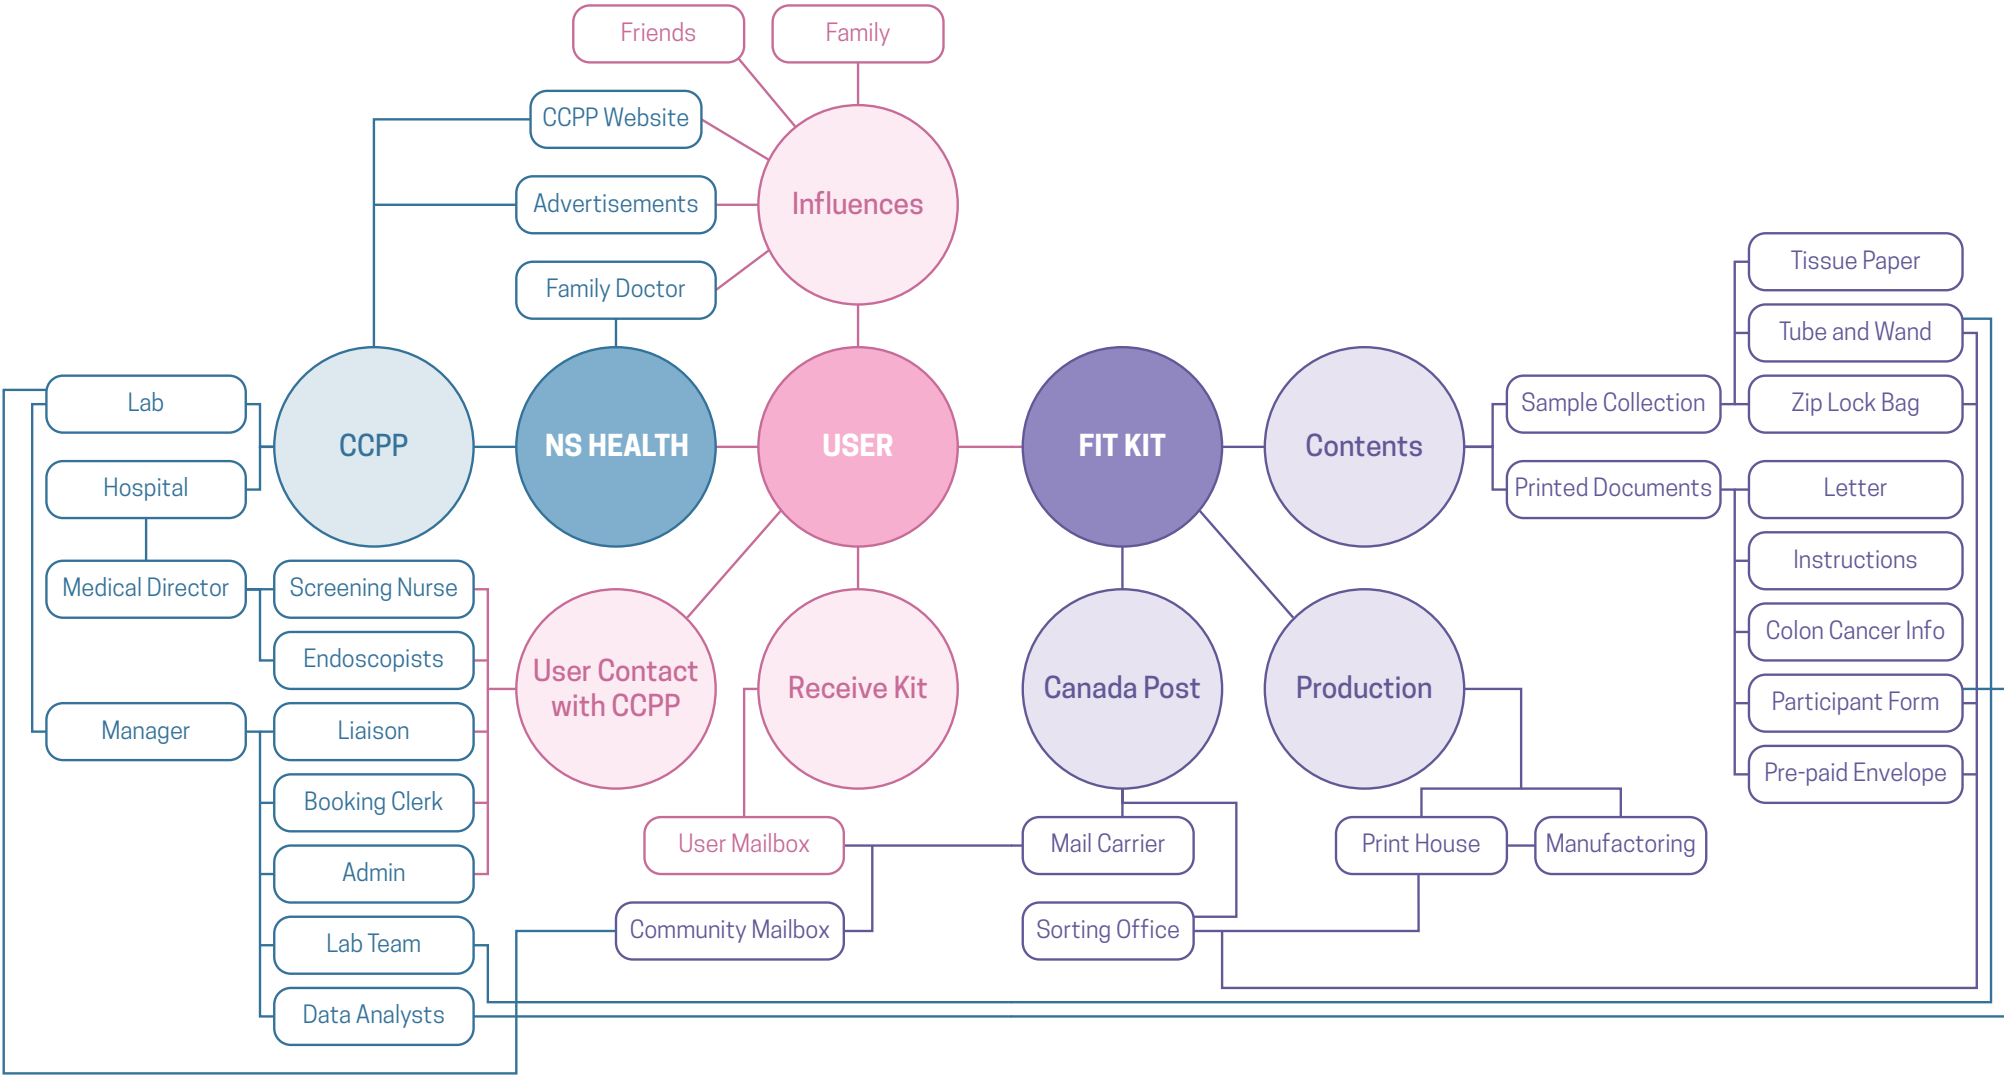 Friends
Family
CCPP Website
Advertisements
Influences
Family Doctor
Tissue Paper
Tube and Wand
Lab
Sample Collection
Zip Lock Bag
CCPP
NS HEALTH
USER
FIT KIT
Contents
Hospital
Printed Documents
Letter
Instructions
Medical Director
Screening Nurse
Colon Cancer Info
Endoscopists
User Contact
with CCPP
Receive Kit
Canada Post
Production
Participant Form
Manager
Liaison
Pre-paid Envelope
Booking Clerk
User Mailbox
Mail Carrier
Print House
Manufactoring
Admin
Lab Team
Community Mailbox
Sorting Office
Data Analysts